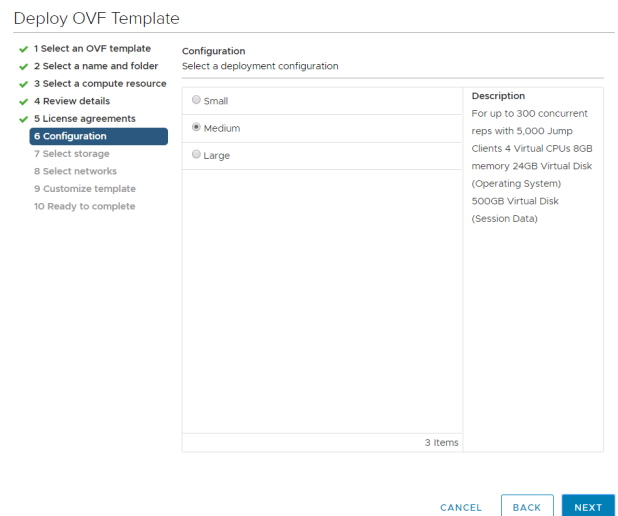 Deploy OVF Template
1 Select an OVF template
2 Select a name and folder
3 Select a compute resource
4 Review details
5 License agreements
6 Configuration
7 Select storage
8 Select networks
9 Customize template
10 Ready to complete
Configuration
Select a deployment configuration
Small
Medium
Large
3 Items
Description
For up to 300 concurrent
reps with 5,000 Jump
Clients 4 Virtual CPUs 8GB
memory 24GB Virtual Disk
(Operating System)
500GB Virtual Disk
(Session Data)
CANCEL
BACK
NEXT